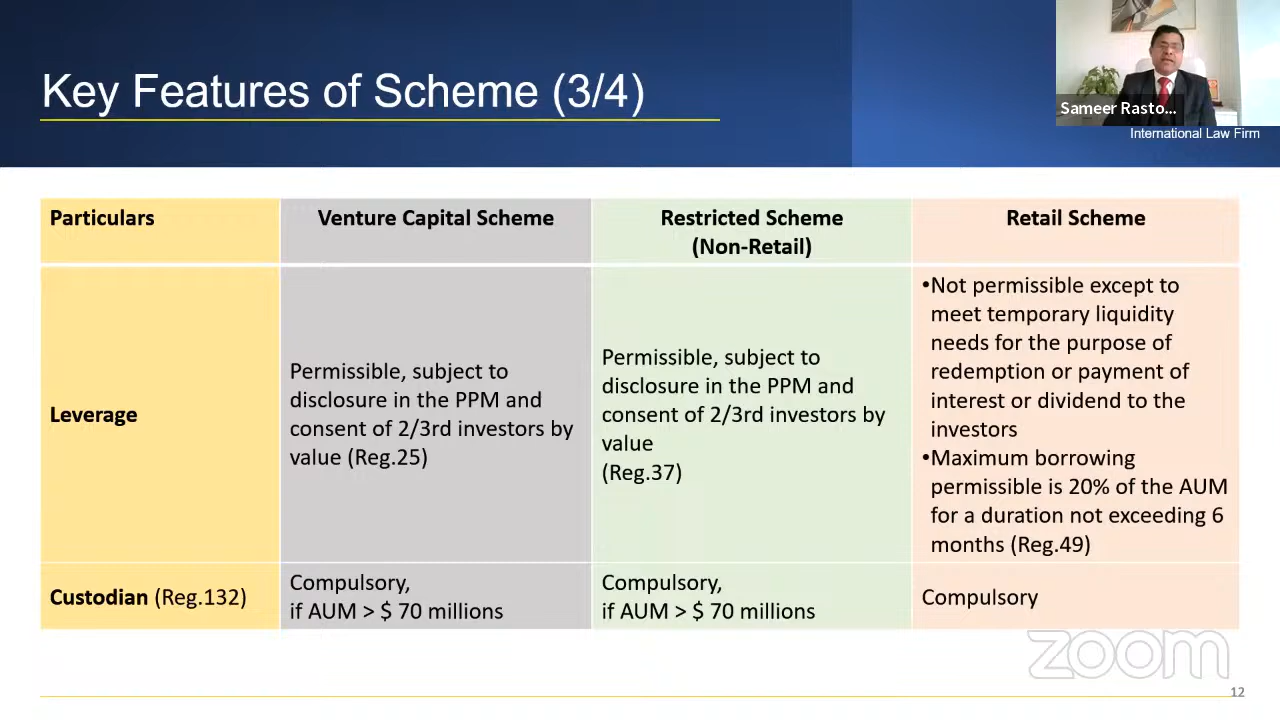 Key Features of Scheme (3/4)
Sameer Rasto...
International Law Firm
Particulars
Venture Capital Scheme
Restricted Scheme
(Non-Retail)
Retail Scheme
Leverage
Permissible, subject to
disclosure in the PPM and
consent of 2/3rd investors by
value (Reg.25)
Permissible, subject to
disclosure in the PPM and
consent of 2/3rd investors by
value
(Reg.37)
•Not permissible except to
meet temporary liquidity
needs for the purpose of
redemption or payment of
interest or dividend to the
investors
•Maximum borrowing
permissible is 20% of the AUM
for a duration not exceeding 6
months (Reg.49)
Custodian (Reg.132)
Compulsory,
if AUM > $ 70 millions
Compulsory,
if AUM > $ 70 millions
Compulsory
zoom
12